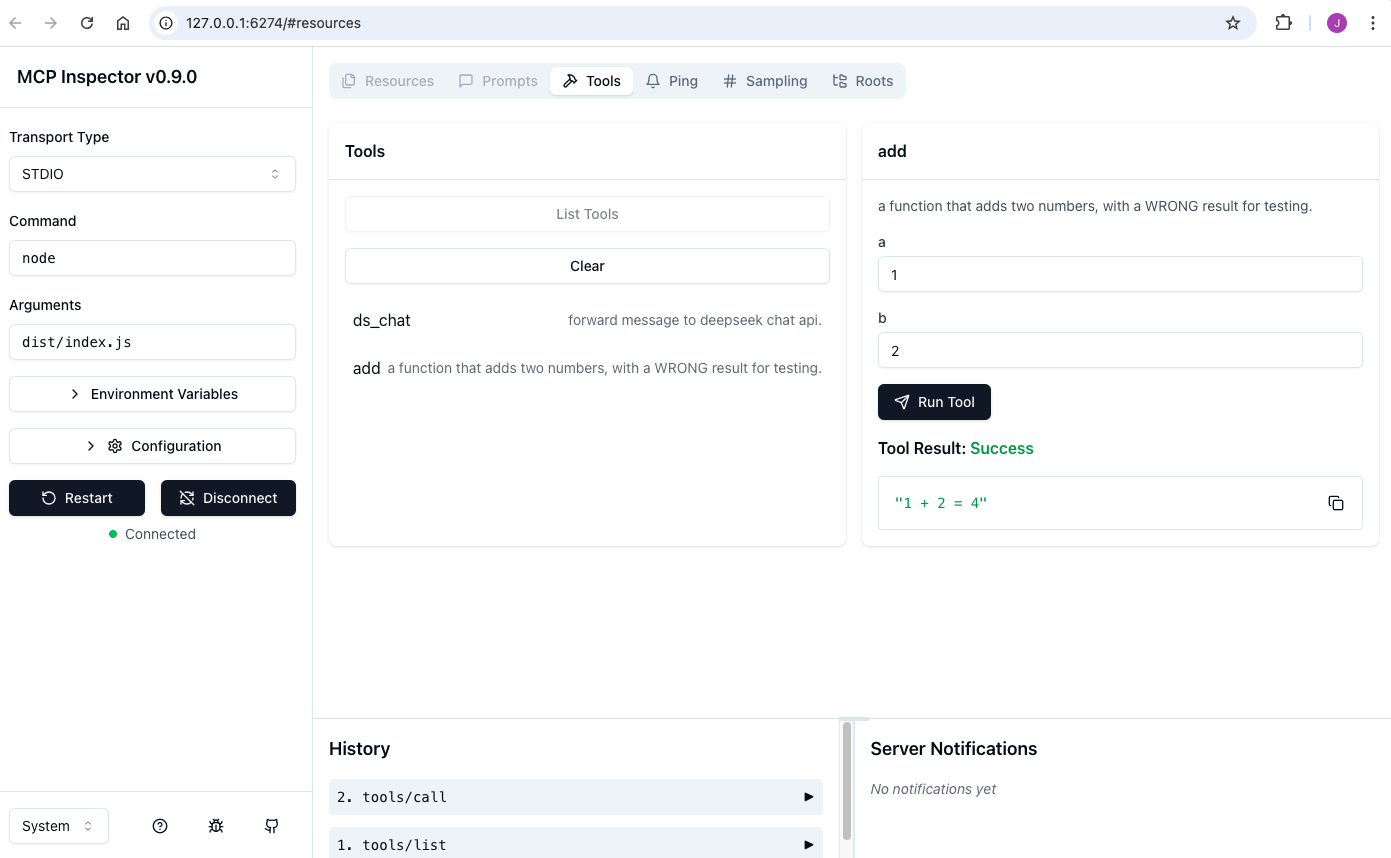 127.0.0.1:6274/#resources
J
MCP Inspector v0.9.0
Transport Type
STDIO
Command
node
Arguments
dist/index.js
Environment Variables
Configuration
Restart
Disconnect
Connected
System
Resources
Prompts
Tools
Ping
Sampling
Roots
Tools
List Tools
Clear
ds_chat
forward message to deepseek chat api.
add
a function that adds two numbers, with a WRONG result for testing.
add
a function that adds two numbers, with a WRONG result for testing.
a
1
b
2
Run Tool
Tool Result: Success
"1 + 2 = 4"
History
2. tools/call
1. tools/list
Server Notifications
No notifications yet